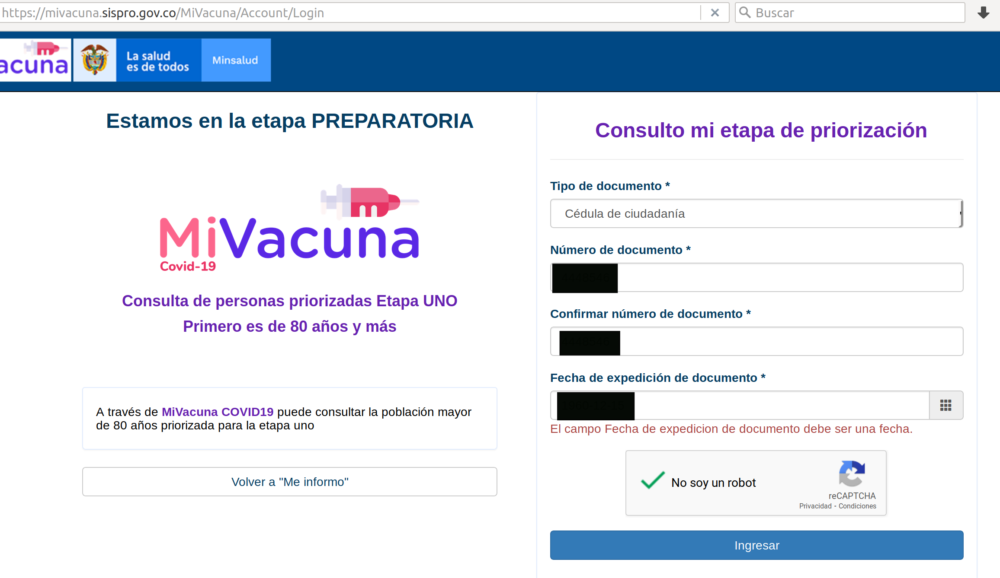 https://mivacuna.sispro.gov.co/MiVacuna/Account/Login
Buscar
acuna
La salud
es de todos
Minsalud
Estamos en la etapa PREPARATORIA
MiVacuna
Covid-19
Consulta de personas priorizadas Etapa UNO
Primero es de 80 años y más
A través de MiVacuna COVID19 puede consultar la población mayor
de 80 años priorizada para la etapa uno
Volver a "Me informo"
Consulto mi etapa de priorización
Tipo de documento *
Cédula de ciudadanía
Número de documento *
Confirmar número de documento *
Fecha de expedición de documento *
El campo Fecha de expedicion de documento debe ser una fecha.
No soy un robot
reCAPTCHA
Privacidad - Condiciones
Ingresar